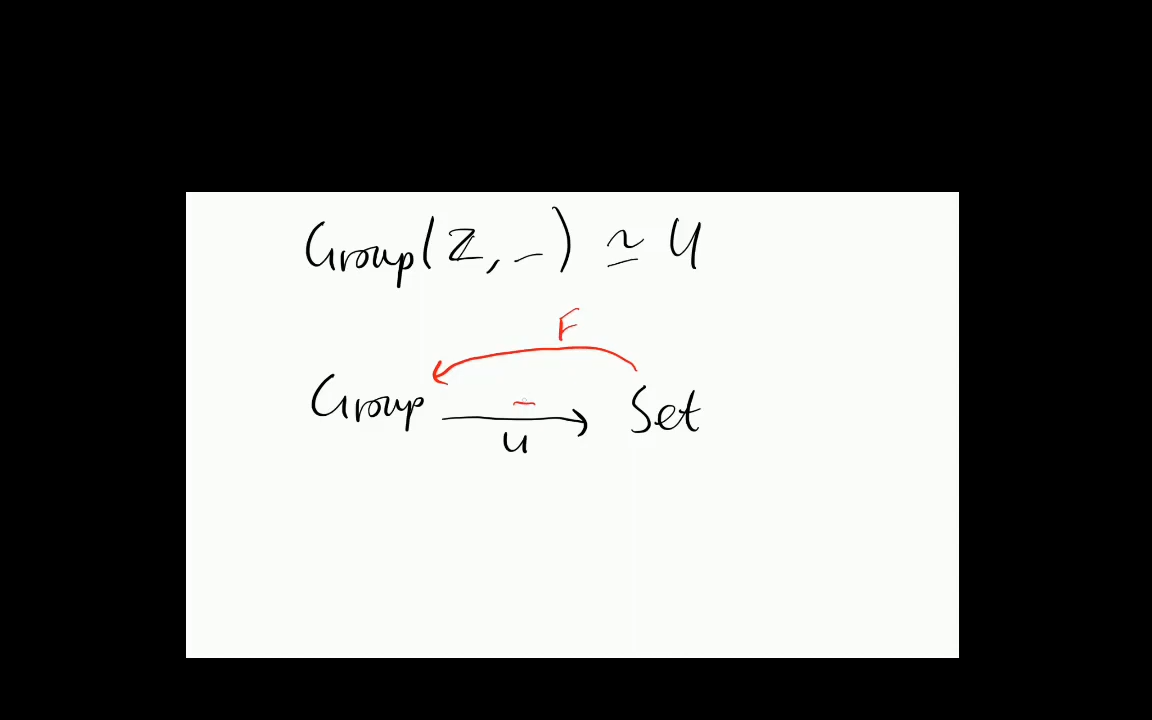 Group(ℤ, –) ≃ U
F
Group → Set
U